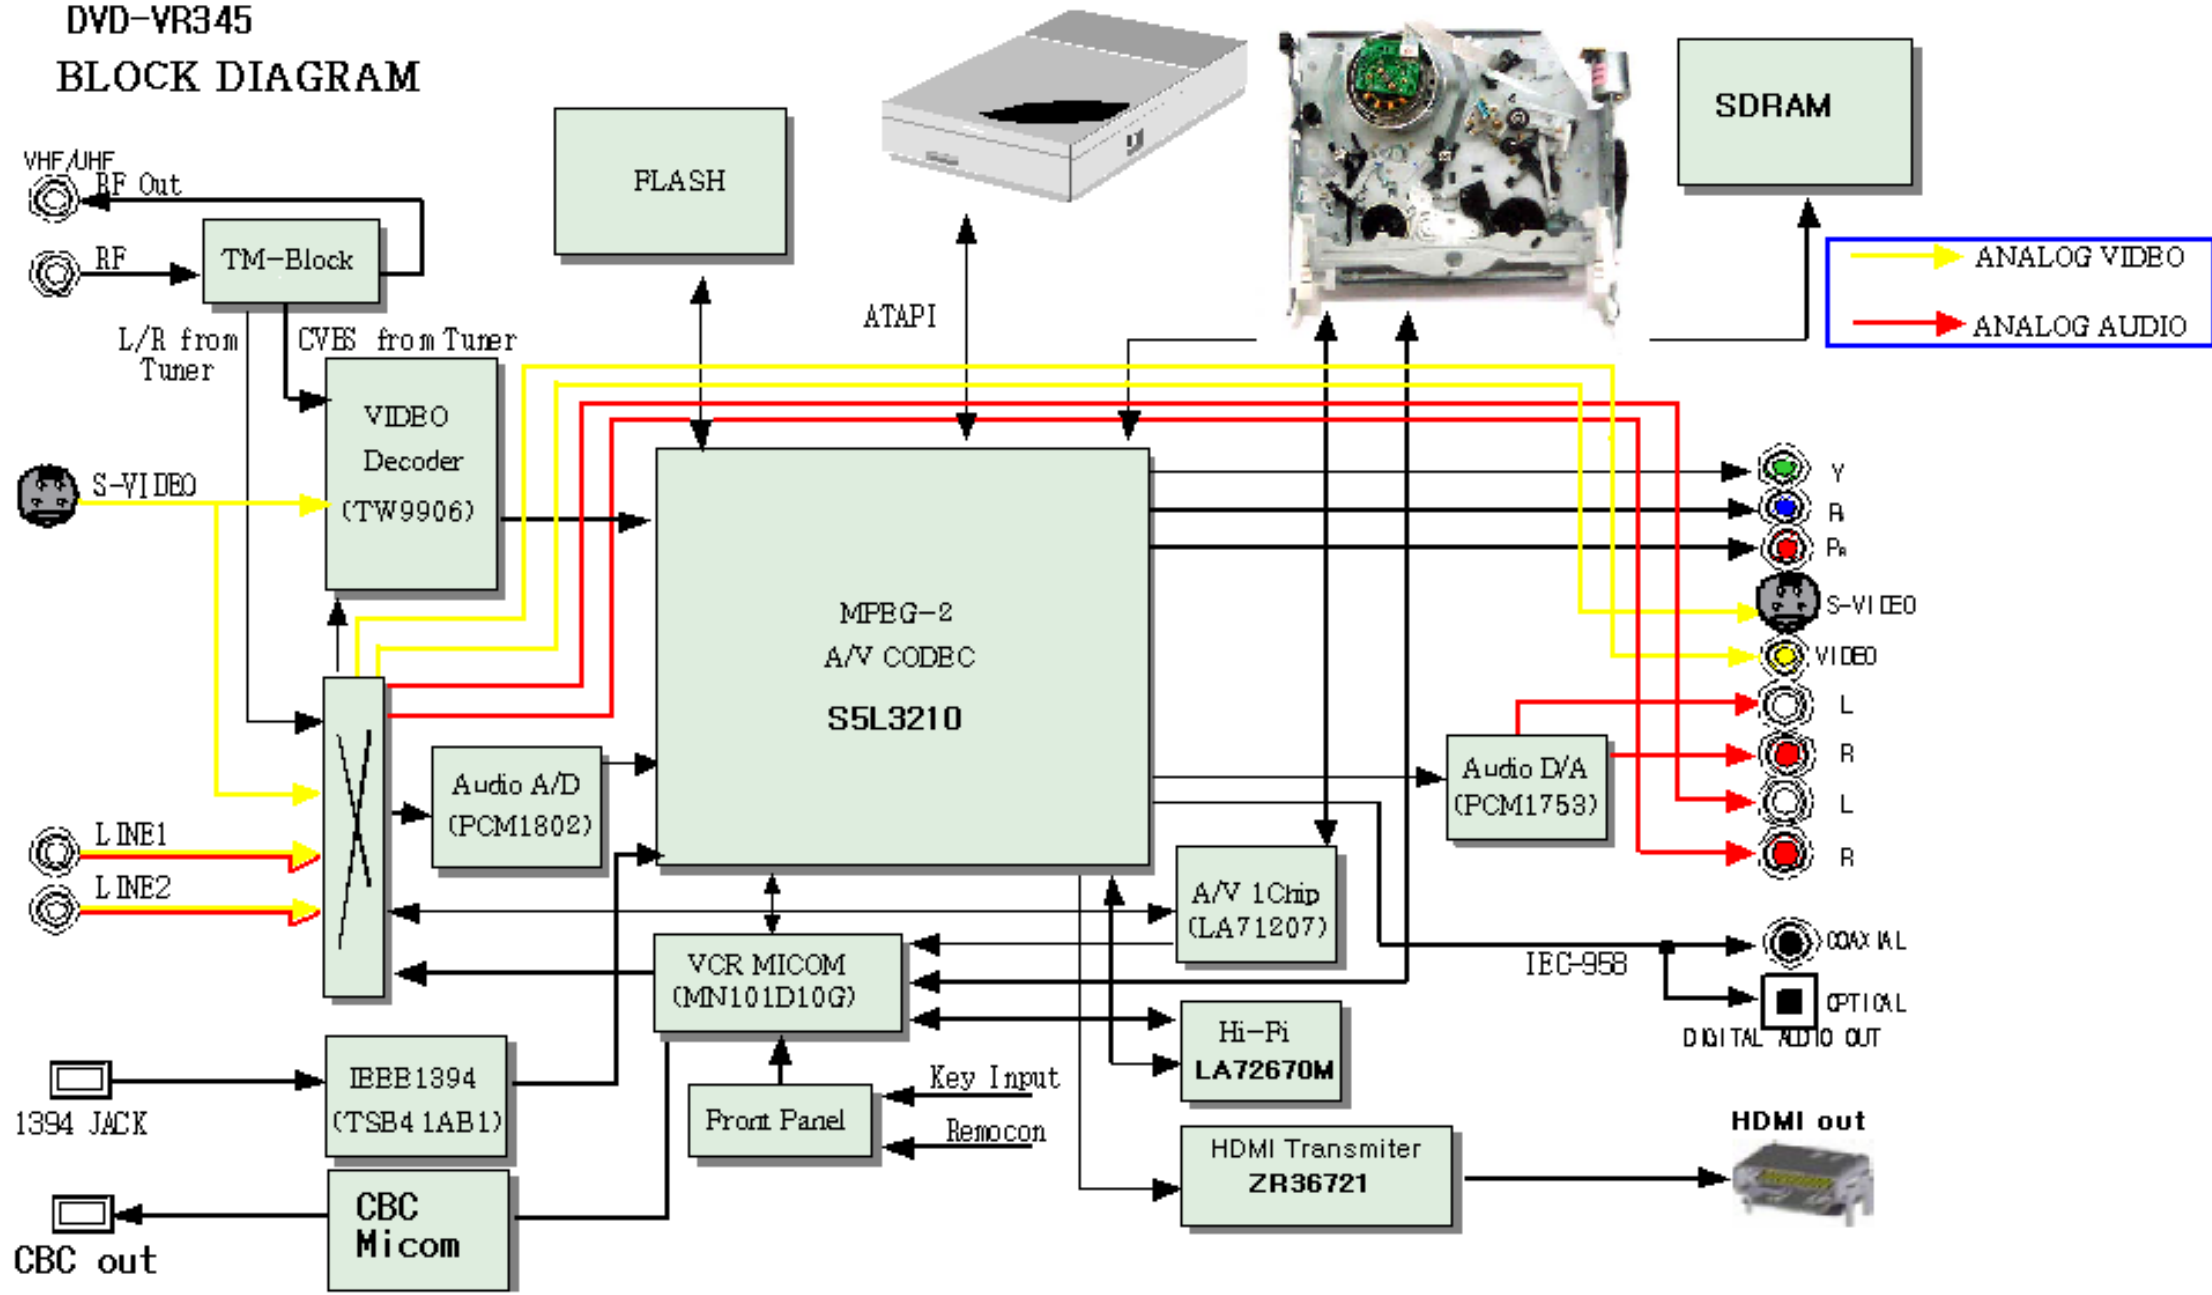 DVD-VR345
BLOCK DIAGRAM
VHF/UHF
RF Out
RF
TM-Block
FLASH
SDRAM
ANALOG VIDEO
ANALOG AUDIO
ATAPI
L/R from
Tuner
CVBS from Tuner
VIDEO
Decoder
(TW9906)
S-VIDEO
MPEG-2
A/V CODEC
S5L3210
Y
PR
S-VIDEO
VIDEO
L
R
L
R
Audio A/D
(PCM1802)
Audio D/A
(PCM1753)
LINE1
LINE2
A/V 1Chip
(LA71207)
VCR MICOM
(MN101D10G)
IEC-958
COAXIAL
OPTICAL
DIGITAL AUDIO OUT
Hi-Fi
LA72670M
IEEE1394
(TSB41AB1)
1394 JACK
Front Panel
Key Input
Remocon
HDMI Transmiter
ZR36721
HDMI out
CBC
Micom
CBC out